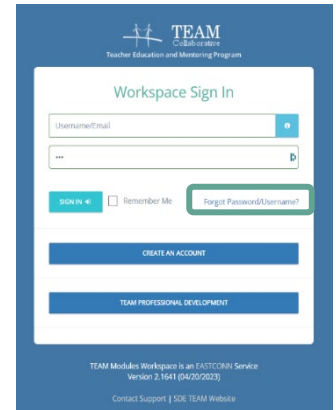 TEAM
Collaborative
Teacher Education and Mentoring Program
Workspace Sign In
Username/Email
•••
SIGN IN
Remember Me
Forgot Password/Username?
CREATE AN ACCOUNT
TEAM PROFESSIONAL DEVELOPMENT
TEAM Modules Workspace is an EASTCONN Service
Version 2.1641 (04/20/2023)
Contact Support | SDE TEAM Website